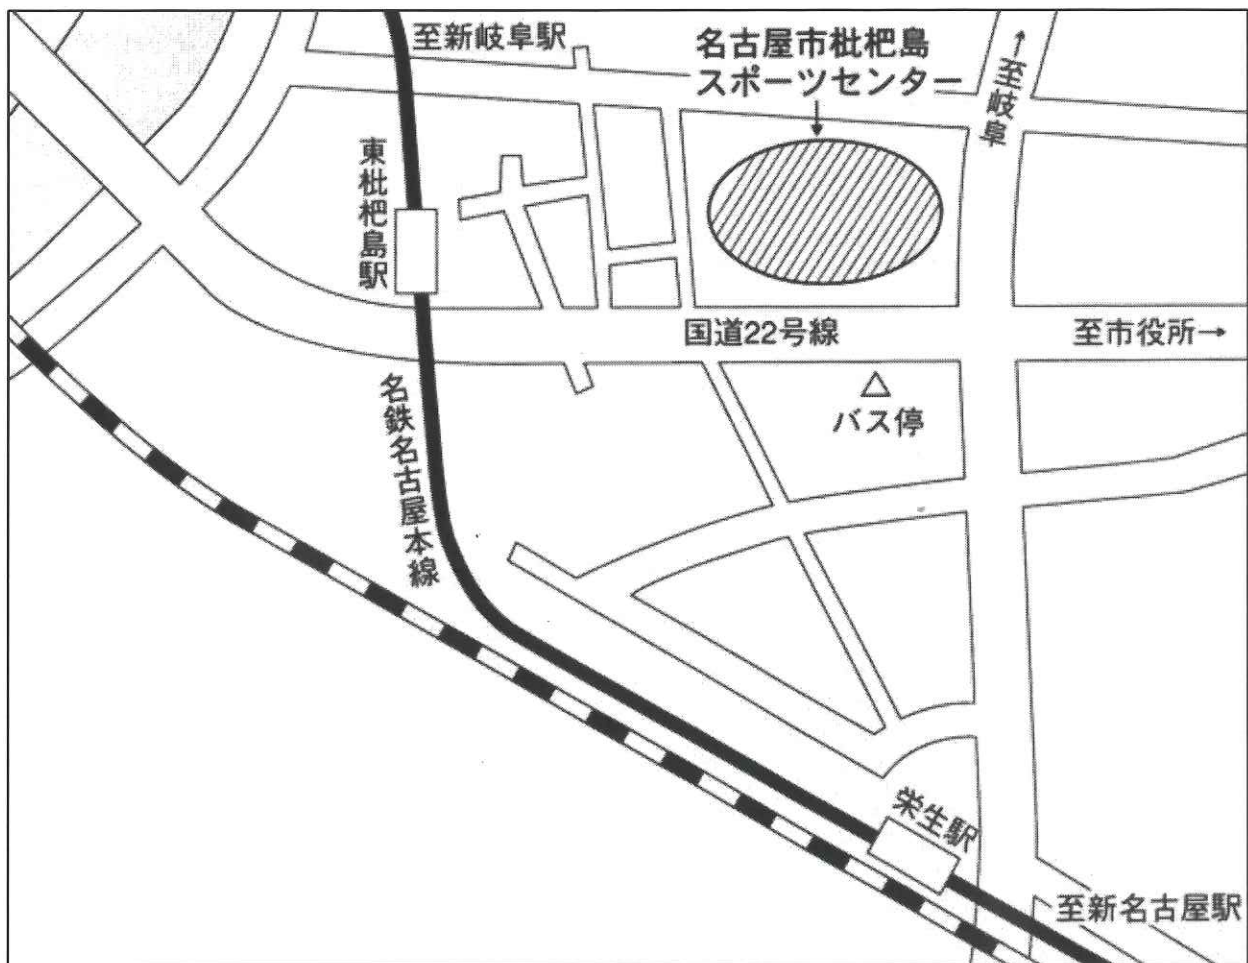 至新岐阜駅
名古屋市枇杷島
スポーツセンター
↑至岐阜
東枇杷島駅
国道22号線
至市役所→
バス停
名鉄名古屋本線
栄生駅
至新名古屋駅